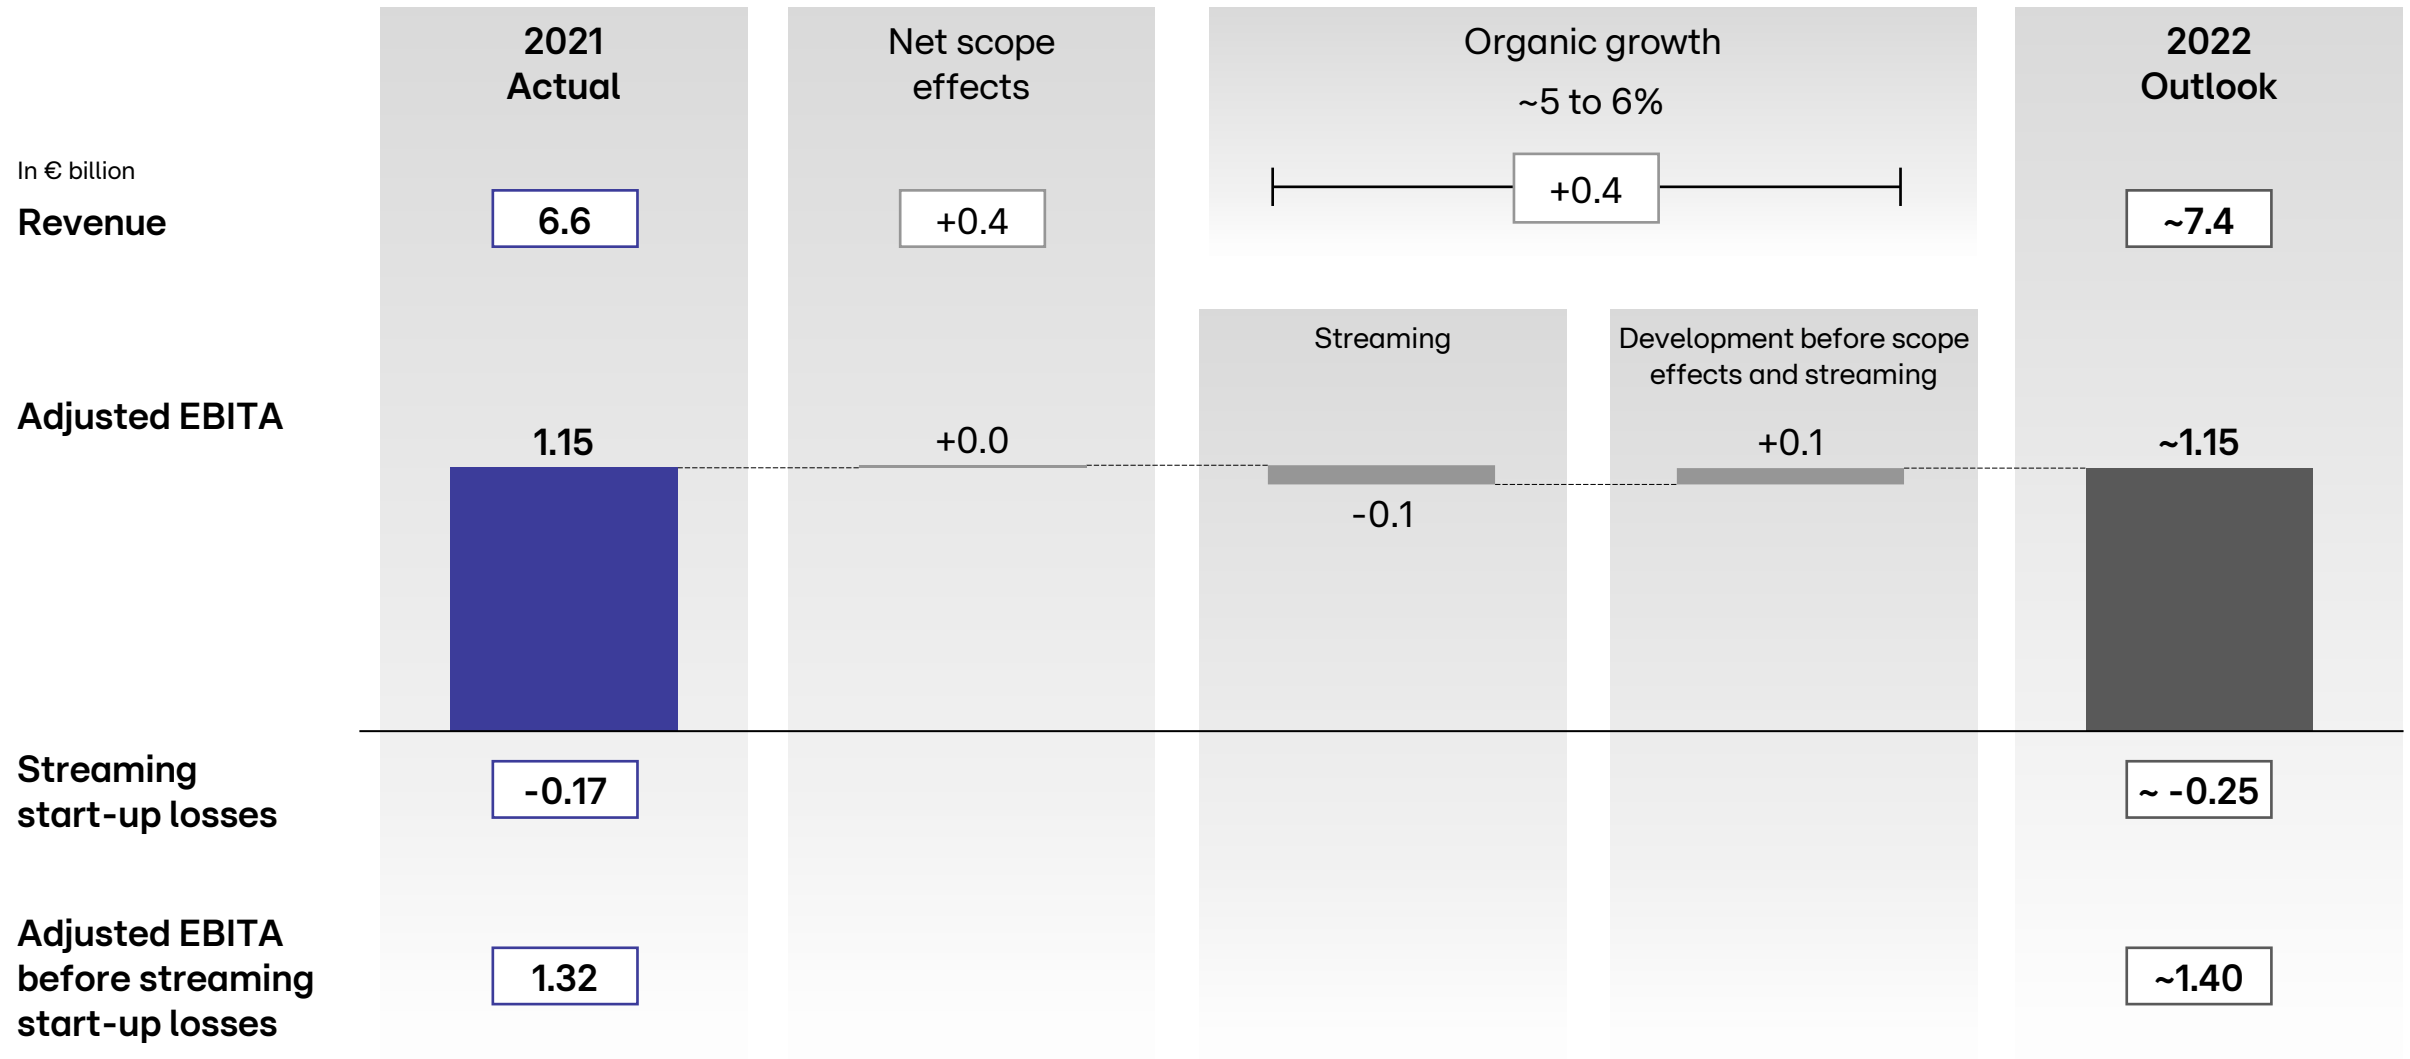 2021
Actual
Net scope
effects
Organic growth
~5 to 6%
2022
Outlook
In € billion
Revenue
6.6
+0.4
+0.4
~7.4
Streaming
Development before scope
effects and streaming
Adjusted EBITA
1.15
+0.0
-0.1
+0.1
~1.15
Streaming
start-up losses
-0.17
~ -0.25
Adjusted EBITA
before streaming
start-up losses
1.32
~1.40